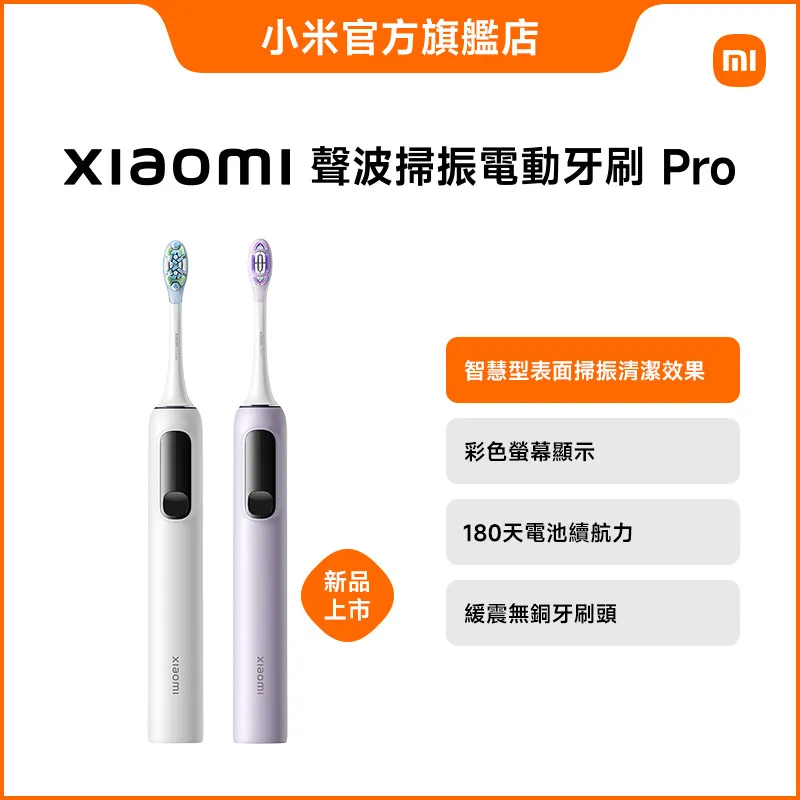 小米官方旗艦店
mi
xiaomi 聲波掃振電動牙刷 Pro
智慧型表面掃振清潔效果
彩色螢幕顯示
180天電池續航力
緩震無銅牙刷頭
新品
上市
xiaomi
xiaomi